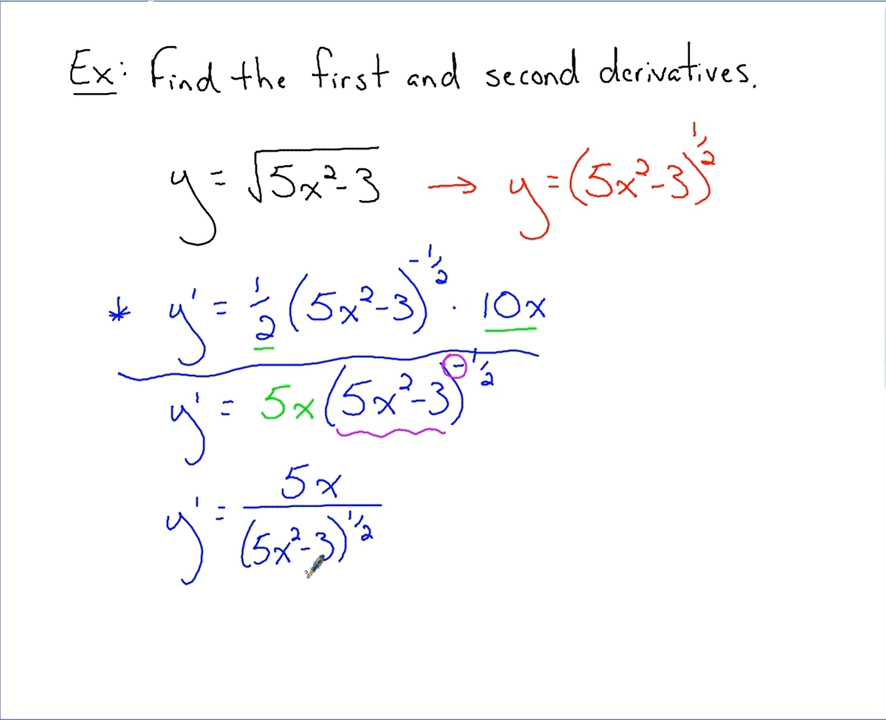 Ex: Find the first and second derivatives.
y = √(5x²-3) → y = (5x²-3)^(1/2)
* y' = 1/2 (5x²-3)^(-1/2) · 10x
y' = 5x(5x²-3)^(-1/2)
y' = 5x/(5x²-3)^(1/2)